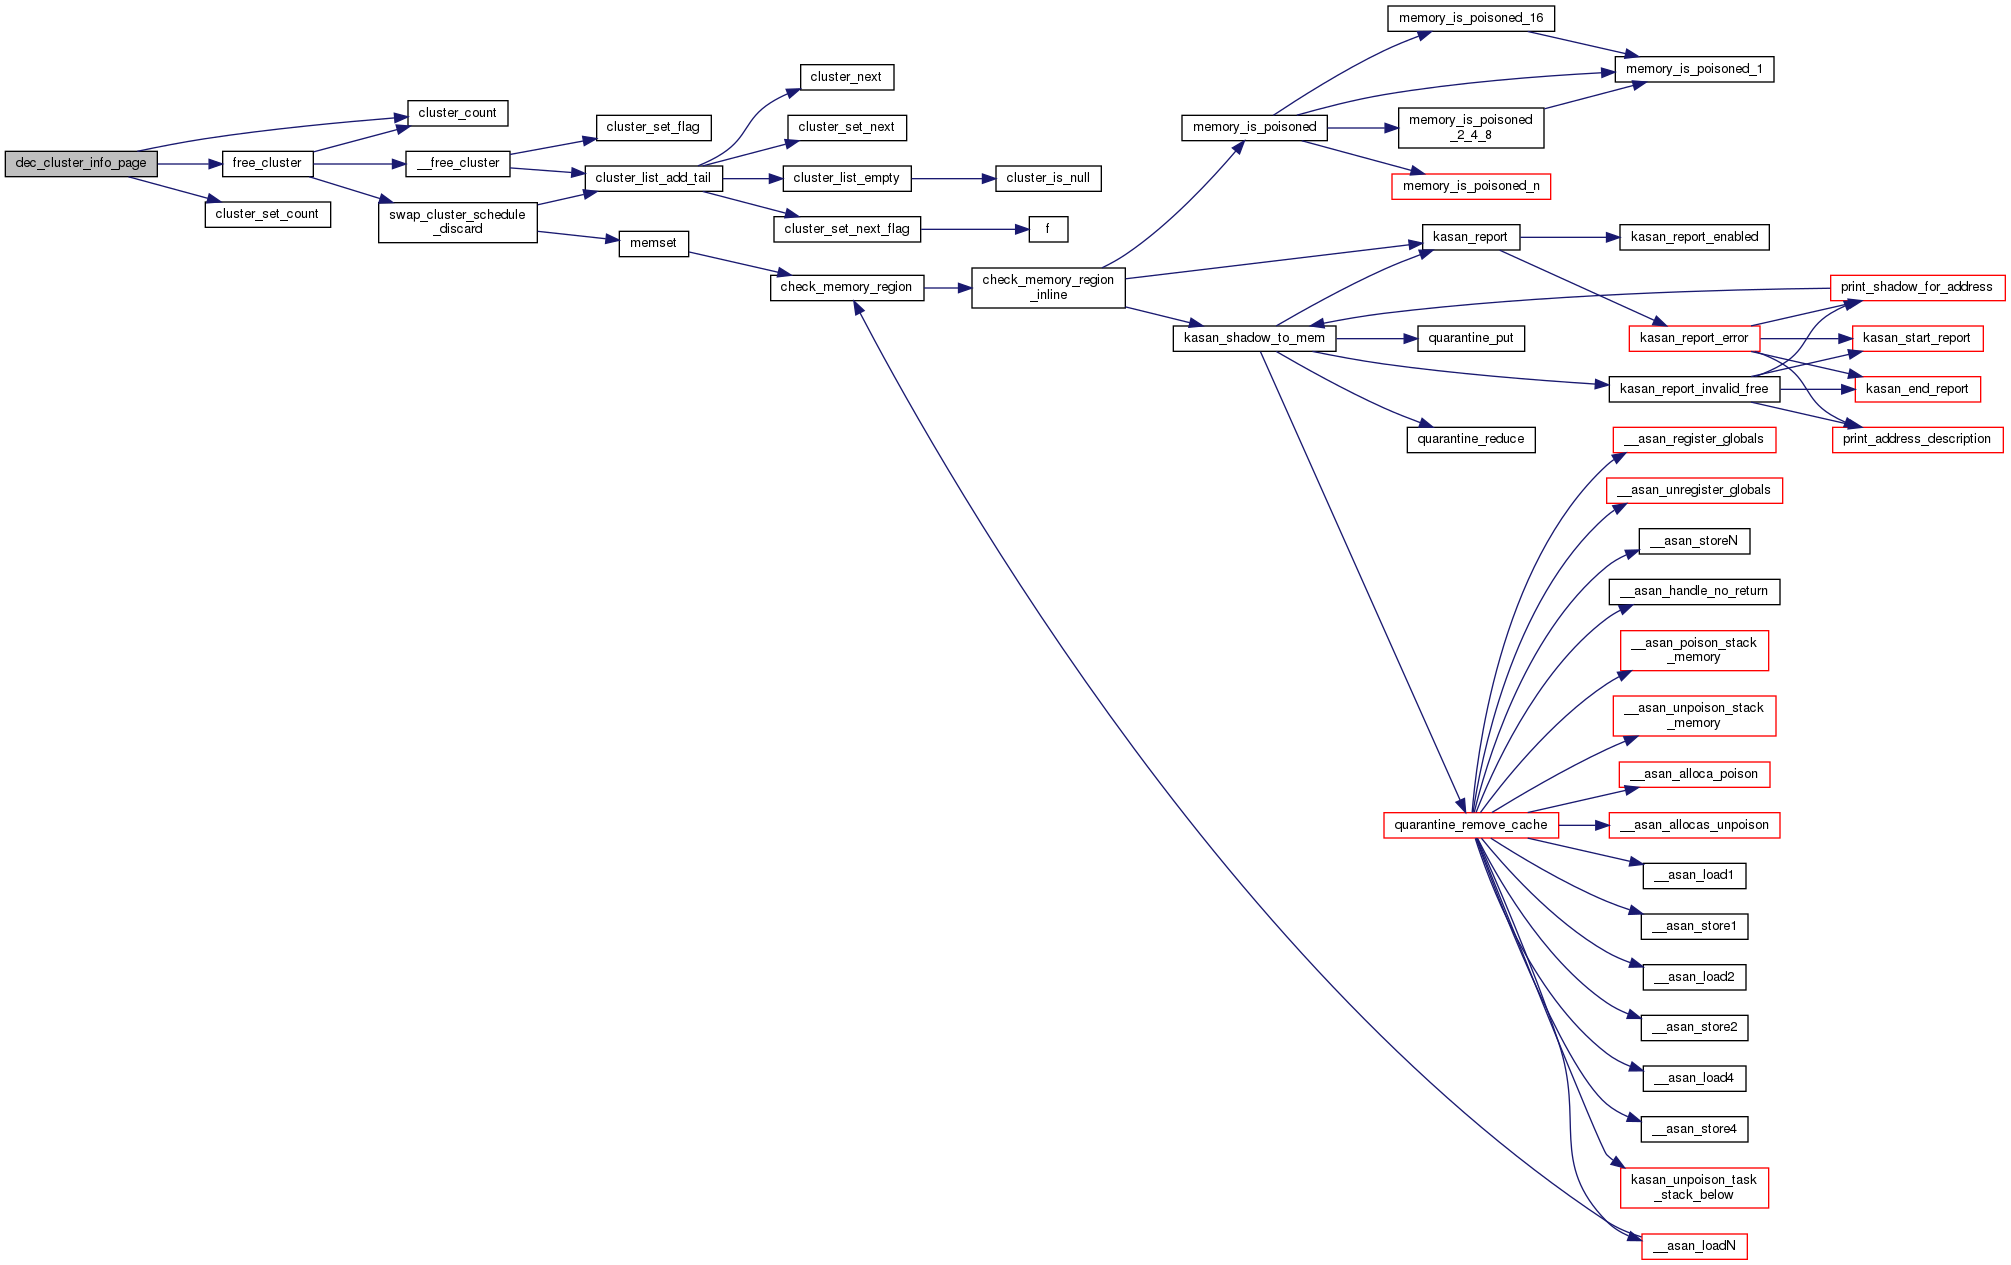 memory_is_poisoned_16
cluster_next
memory_is_poisoned_1
cluster_count
cluster_set_flag
cluster_set_next
memory_is_poisoned
memory_is_poisoned
_2_4_8
dec_cluster_info_page
free_cluster
__free_cluster
cluster_list_add_tail
cluster_list_empty
cluster_is_null
memory_is_poisoned_n
cluster_set_count
swap_cluster_schedule
_discard
cluster_set_next_flag
f
memset
kasan_report
kasan_report_enabled
check_memory_region
check_memory_region
_inline
print_shadow_for_address
kasan_shadow_to_mem
quarantine_put
kasan_report_error
kasan_start_report
kasan_report_invalid_free
kasan_end_report
quarantine_reduce
__asan_register_globals
print_address_description
__asan_unregister_globals
__asan_storeN
__asan_handle_no_return
__asan_poison_stack
_memory
__asan_unpoison_stack
_memory
__asan_alloca_poison
quarantine_remove_cache
__asan_allocas_unpoison
__asan_load1
__asan_store1
__asan_load2
__asan_store2
__asan_load4
__asan_store4
kasan_unpoison_task
_stack_below
__asan_loadN